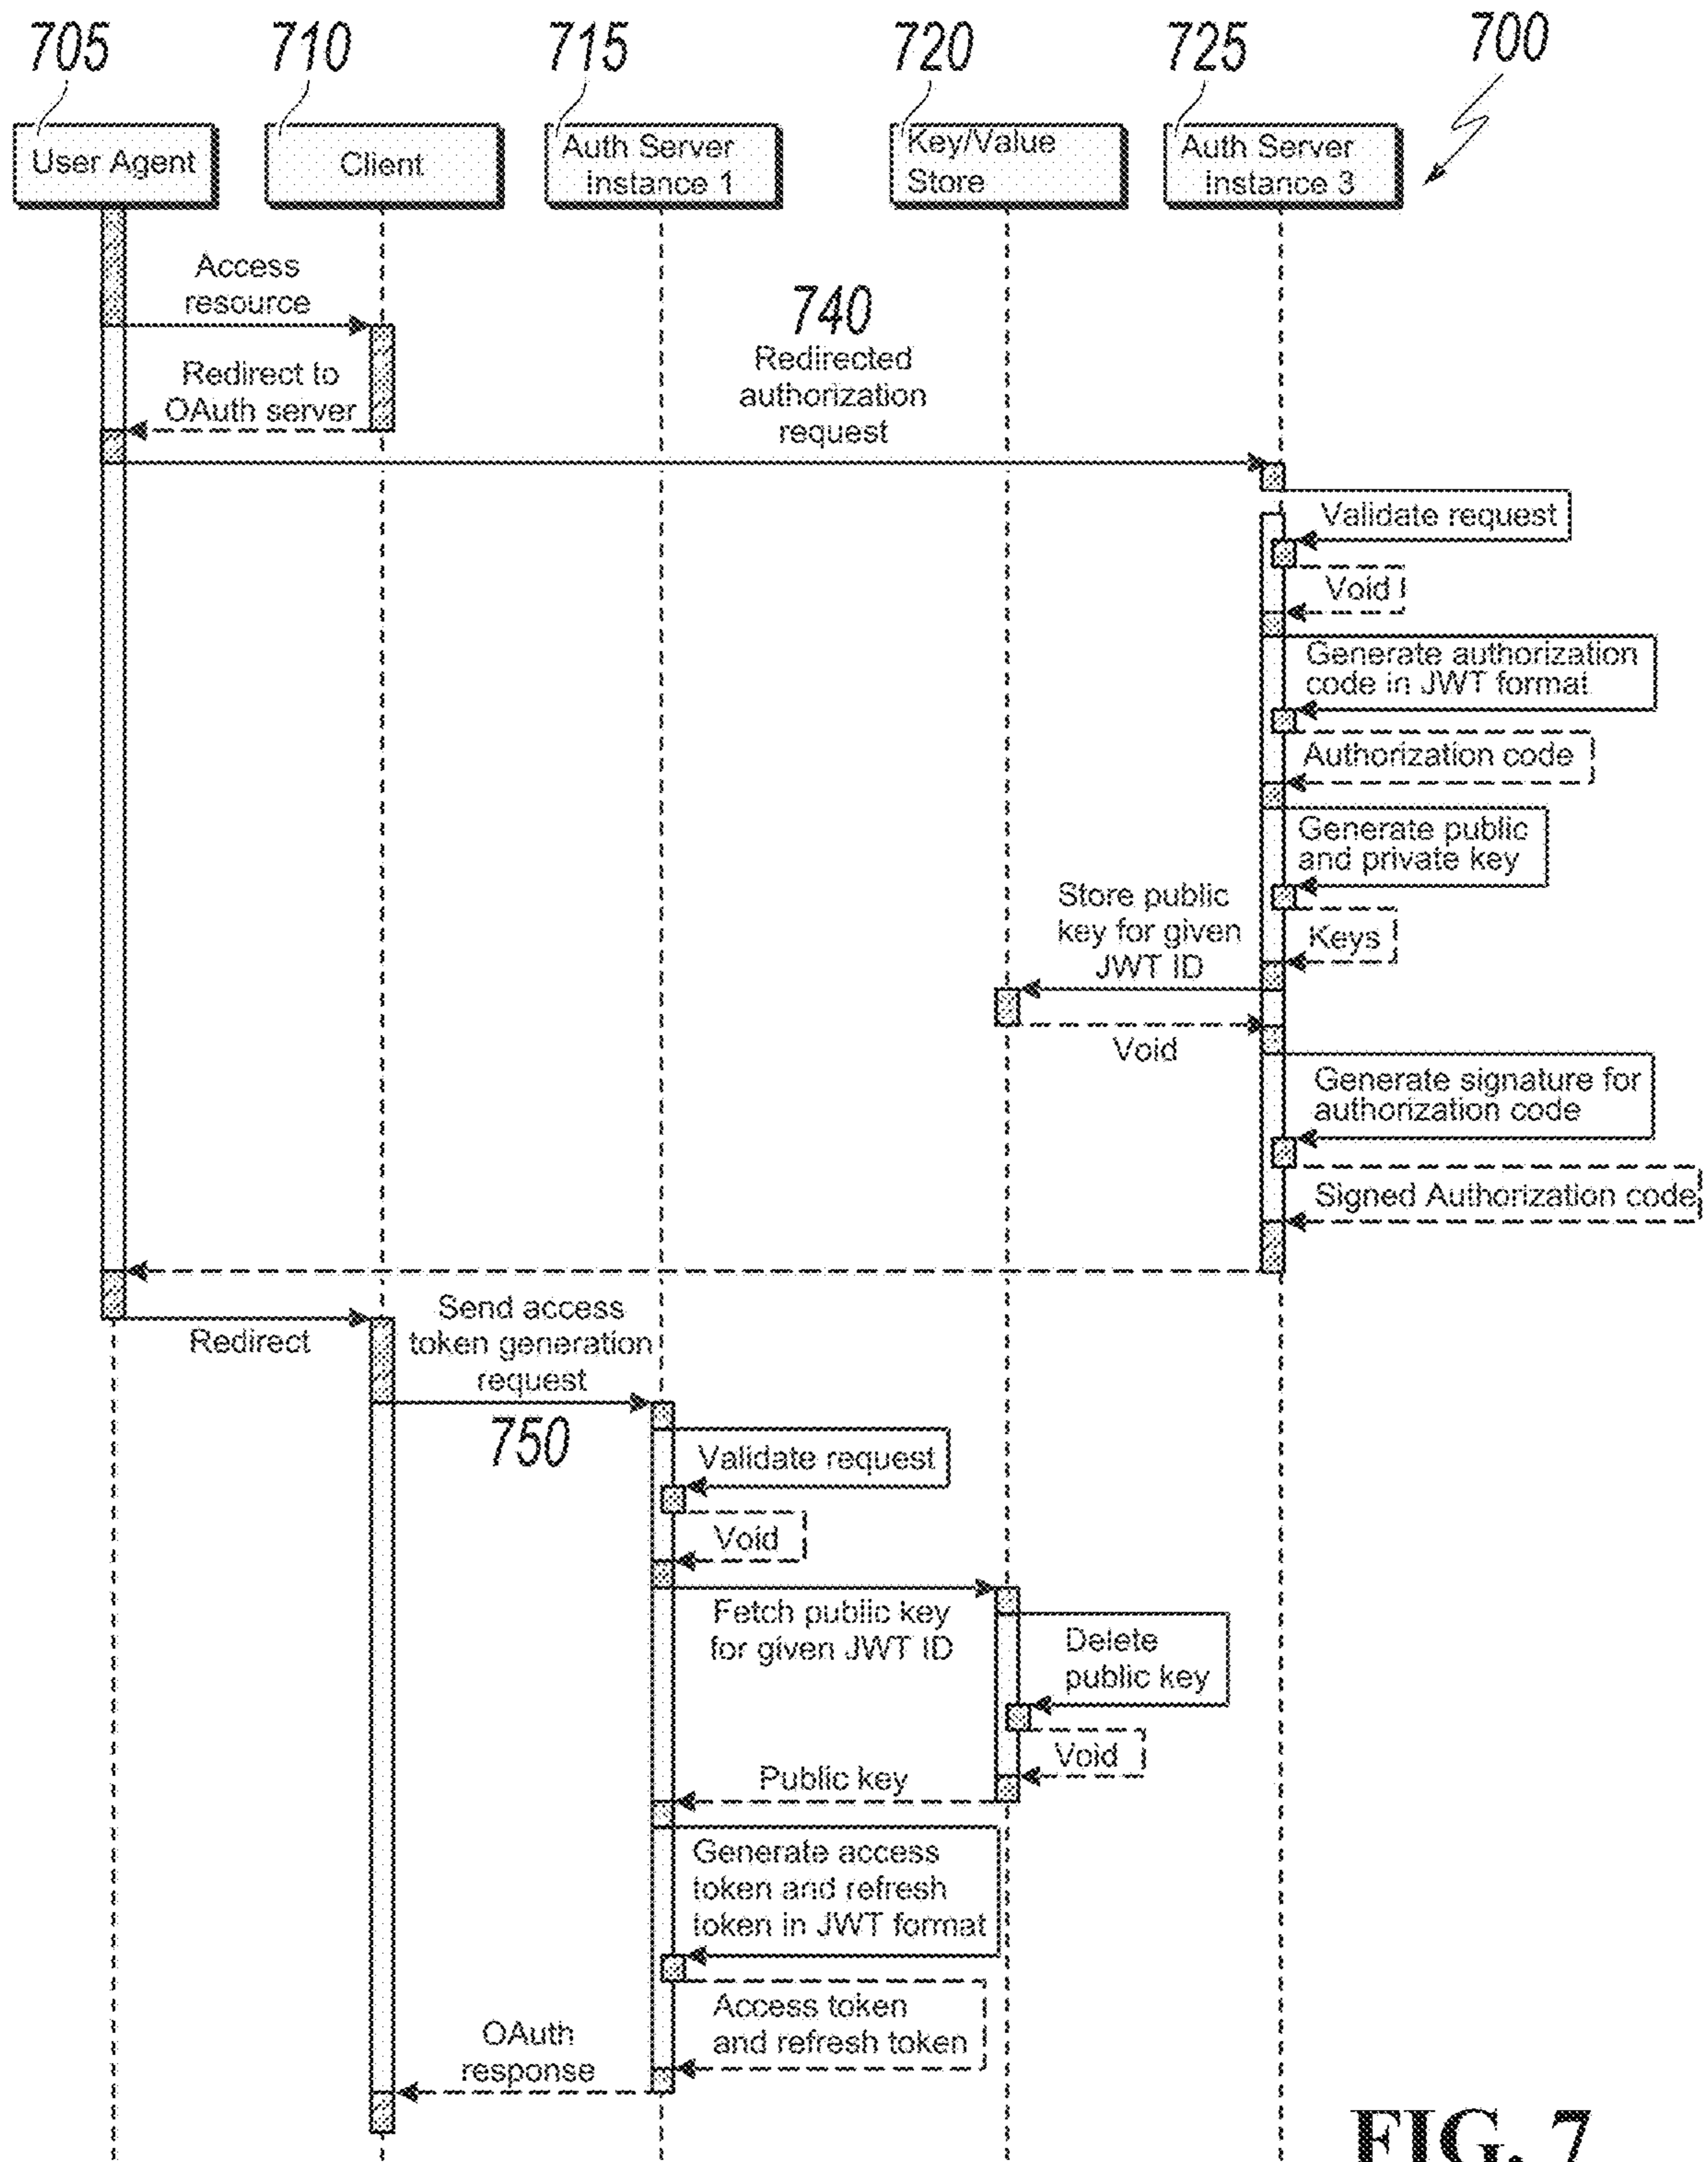 705
710
715
720
725
700
User Agent
Client
Auth Server
Instance 1
Key/Value
Store
Auth Server
Instance 3
Access
resource
740
Redirected
authorization
request
Redirect to
OAuth server
Validate request
Void
Generate authorization
code in JWT format
Authorization code
Generate public
and private key
Store public
key for given
JWT ID
Keys
Void
Generate signature for
authorization code
Signed Authorization code
Redirect
Send access
token generation
request
750
Validate request
Void
Fetch public key
for given JWT ID
Delete
public key
Void
Public key
Generate access
token and refresh
token in JWT format
Access token
and refresh token
OAuth
response
FIG. 7